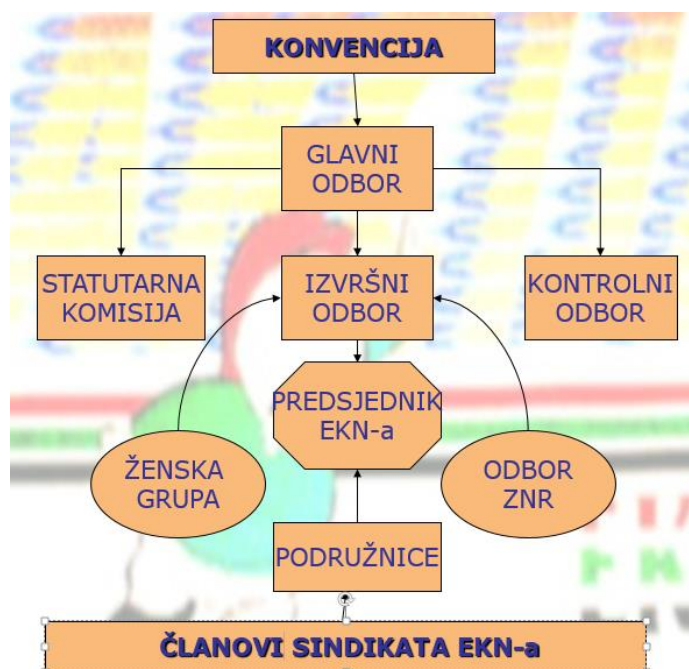 KONVENCIJA
GLAVNI
ODBOR
STATUTARNA
KOMISIJA
IZVRŠNI
ODBOR
KONTROLNI
ODBOR
PREDSJEDNIK
EKN-a
ŽENSKA
GRUPA
ODBOR
ZNR
PODRUŽNICE
ČLANOVI SINDIKATA EKN-a